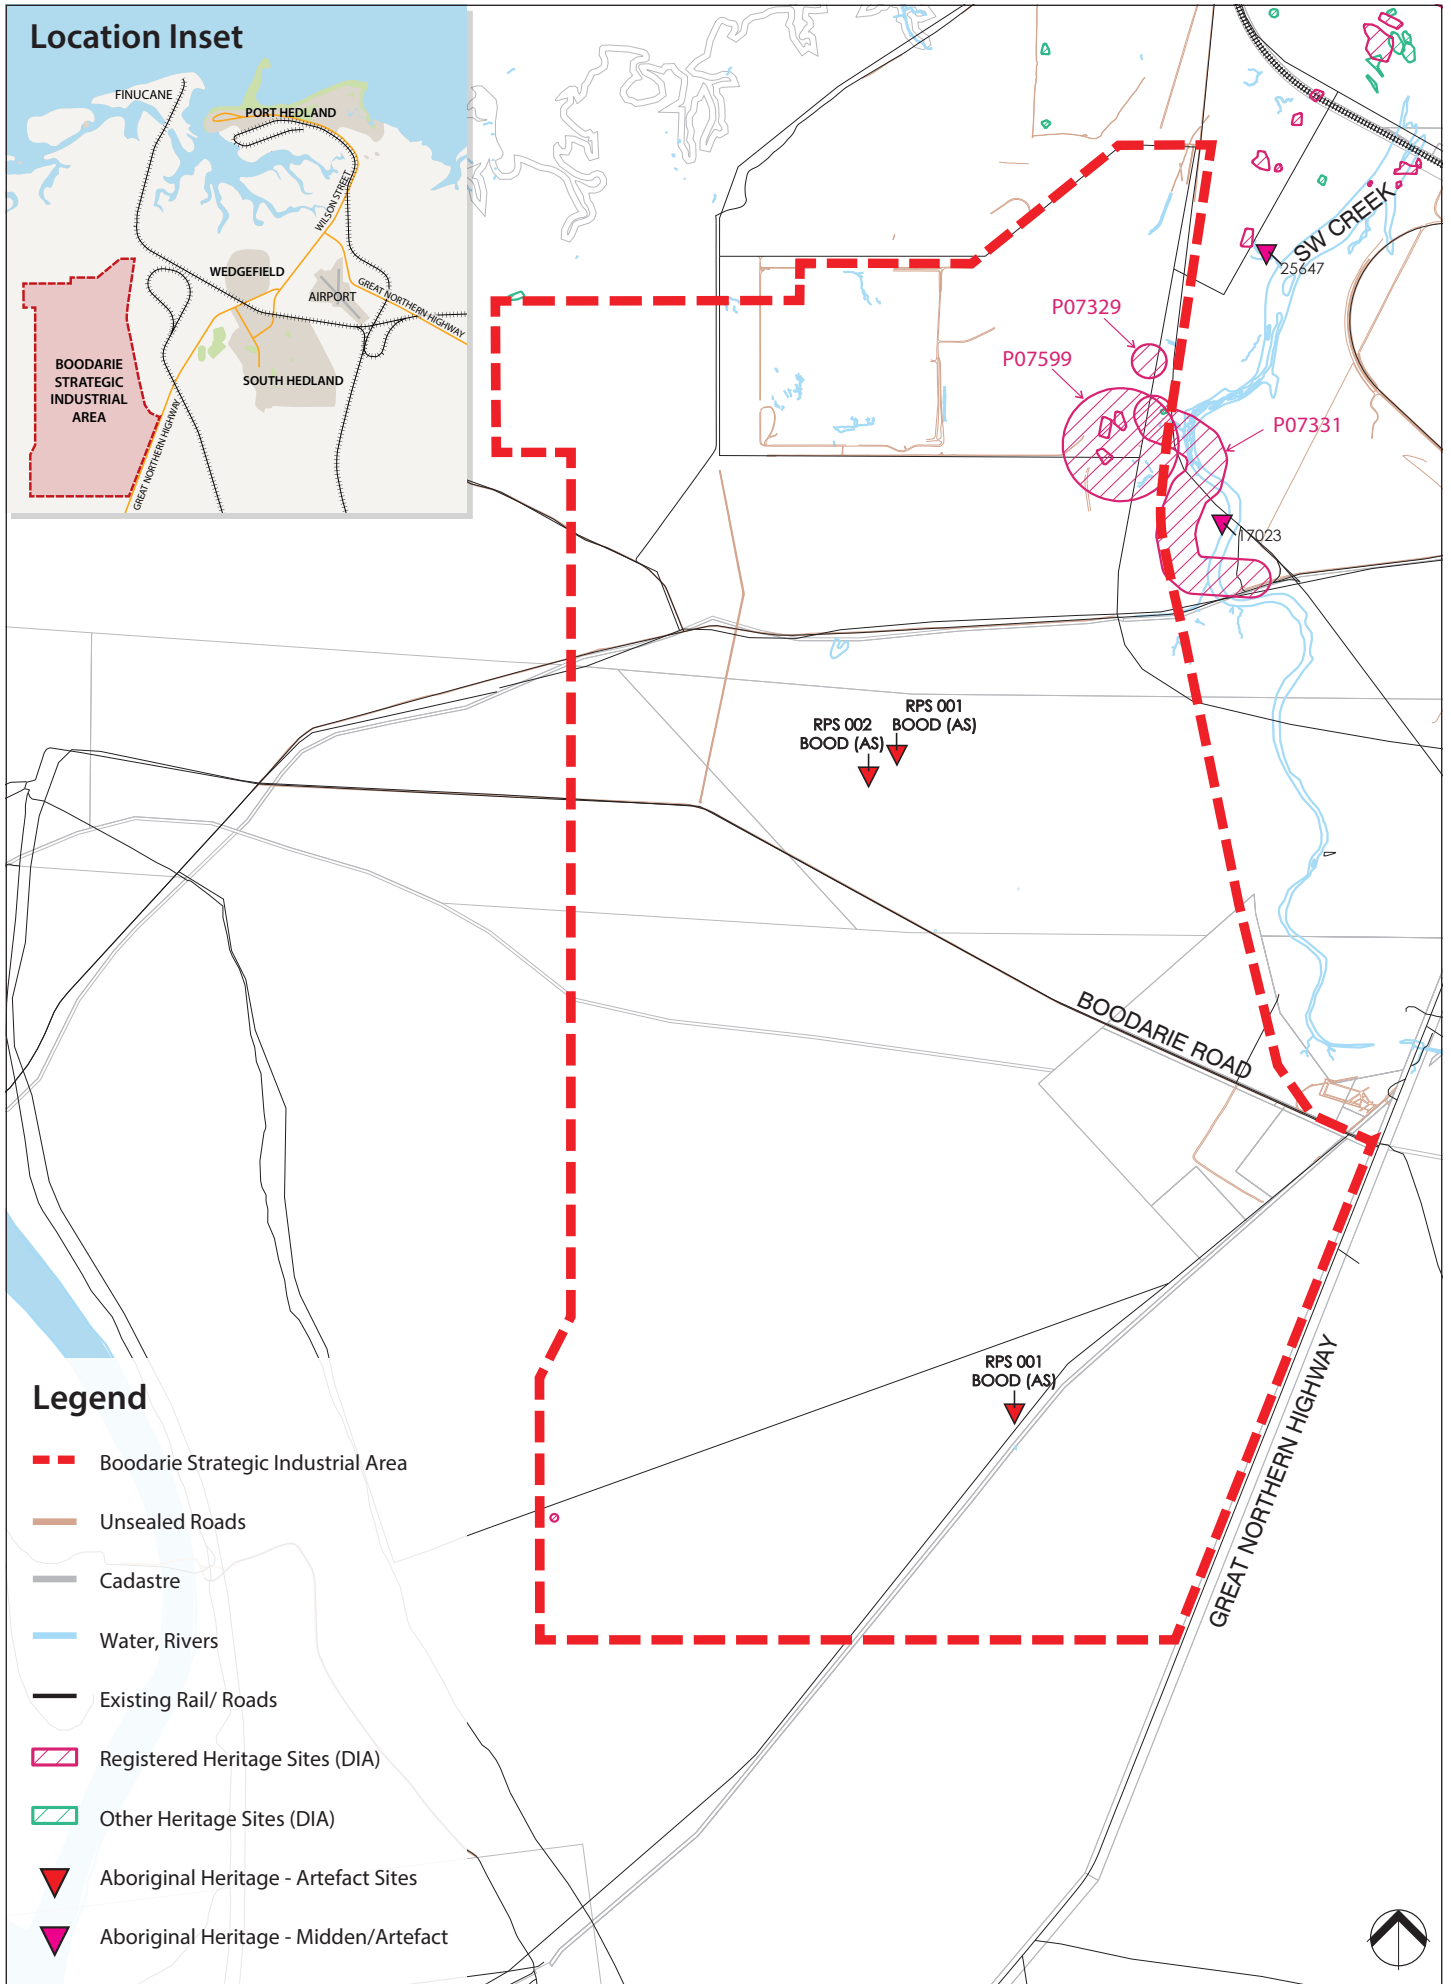 Location Inset
FINUCANE
PORT HEDLAND
WILSON STREET
WEDGEFIELD
AIRPORT
GREAT NORTHERN HIGHWAY
BOODARIE
STRATEGIC
INDUSTRIAL
AREA
SOUTH HEDLAND
GREAT NORTHERN HIGHWAY
SW CREEK
25647
P07329
P07599
P07331
17023
RPS 001
BOOD (AS)
RPS 002
BOOD (AS)
BOODARIE ROAD
RPS 001
BOOD (AS)
GREAT NORTHERN HIGHWAY
Legend
Boodarie Strategic Industrial Area
Unsealed Roads
Cadastre
Water, Rivers
Existing Rail/ Roads
Registered Heritage Sites (DIA)
Other Heritage Sites (DIA)
Aboriginal Heritage - Artefact Sites
Aboriginal Heritage - Midden/Artefact